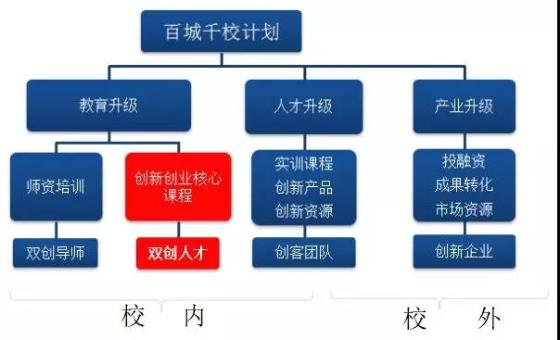 百城千校计划
教育升级
人才升级
产业升级
师资培训
创新创业核心
课程
实训课程
创新产品
创新资源
投融资
成果转化
市场资源
双创导师
双创人才
创客团队
创新企业
校 内
校 外